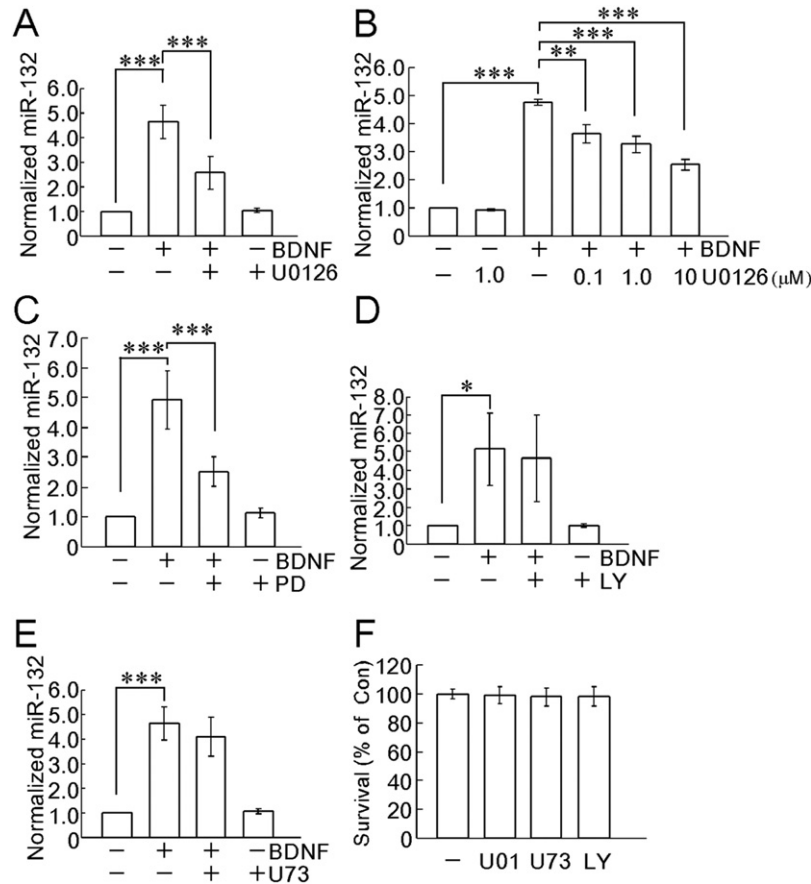 A
Normalized miR-132
6.0
5.0
4.0
3.0
2.0
1.0
0
***
***
− + + − BDNF
− − + + U0126
B
Normalized miR-132
6.0
5.0
4.0
3.0
2.0
1.0
0
***
***
***
**
− − + + + + BDNF
− 1.0 − 0.1 1.0 10 U0126 (μM)
C
Normalized miR-132
7.0
6.0
5.0
4.0
3.0
2.0
1.0
0
***
***
− + + − BDNF
− − + + PD
D
Normalized miR-132
8.0
7.0
6.0
5.0
4.0
3.0
2.0
1.0
0
*
− + + − BDNF
− − + + LY
E
Normalized miR-132
6.0
5.0
4.0
3.0
2.0
1.0
0
***
− + + − BDNF
− − + + U73
F
Survival (% of Con)
120
100
80
60
40
20
0
− U01 U73 LY